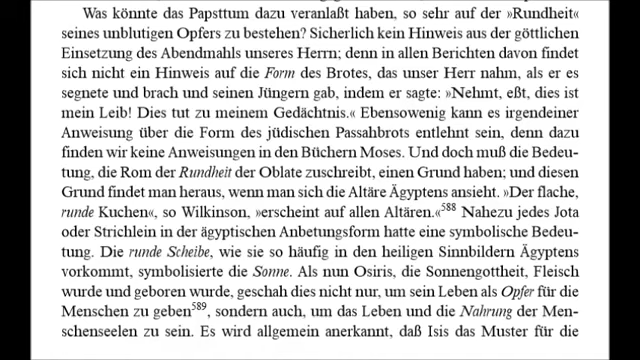 Was könnte das Papsttum dazu veranlaßt haben, so sehr auf der »Rundheit«
seines unblutigen Opfers zu bestehen? Sicherlich kein Hinweis aus der göttlichen
Einsetzung des Abendmahls unseres Herrn; denn in allen Berichten davon findet
sich nicht ein Hinweis auf die Form des Brotes, das unser Herr nahm, als er es
segnete und brach und seinen Jüngern gab, indem er sagte: »Nehmt, eßt, dies ist
mein Leib! Dies tut zu meinem Gedächtnis.« Ebensowenig kann es irgendeiner
Anweisung über die Form des jüdischen Passahbrots entlehnt sein, denn dazu
finden wir keine Anweisungen in den Büchern Moses. Und doch muß die Bedeu-
tung, die Rom der Rundheit der Oblate zuschreibt, einen Grund haben; und diesen
Grund findet man heraus, wenn man sich die Altäre Ägyptens ansieht. »Der flache,
runde Kuchen«, so Wilkinson, »erscheint auf allen Altären.«588 Nahezu jedes Jota
oder Strichlein in der ägyptischen Anbetungsform hatte eine symbolische Bedeu-
tung. Die runde Scheibe, wie sie so häufig in den heiligen Sinnbildern Ägyptens
vorkommt, symbolisierte die Sonne. Als nun Osiris, die Sonnengottheit, Fleisch
wurde und geboren wurde, geschah dies nicht nur, um sein Leben als Opfer für die
Menschen zu geben589, sondern auch, um das Leben und die Nahrung der Men-
schenseelen zu sein. Es wird allgemein anerkannt, daß Isis das Muster für die